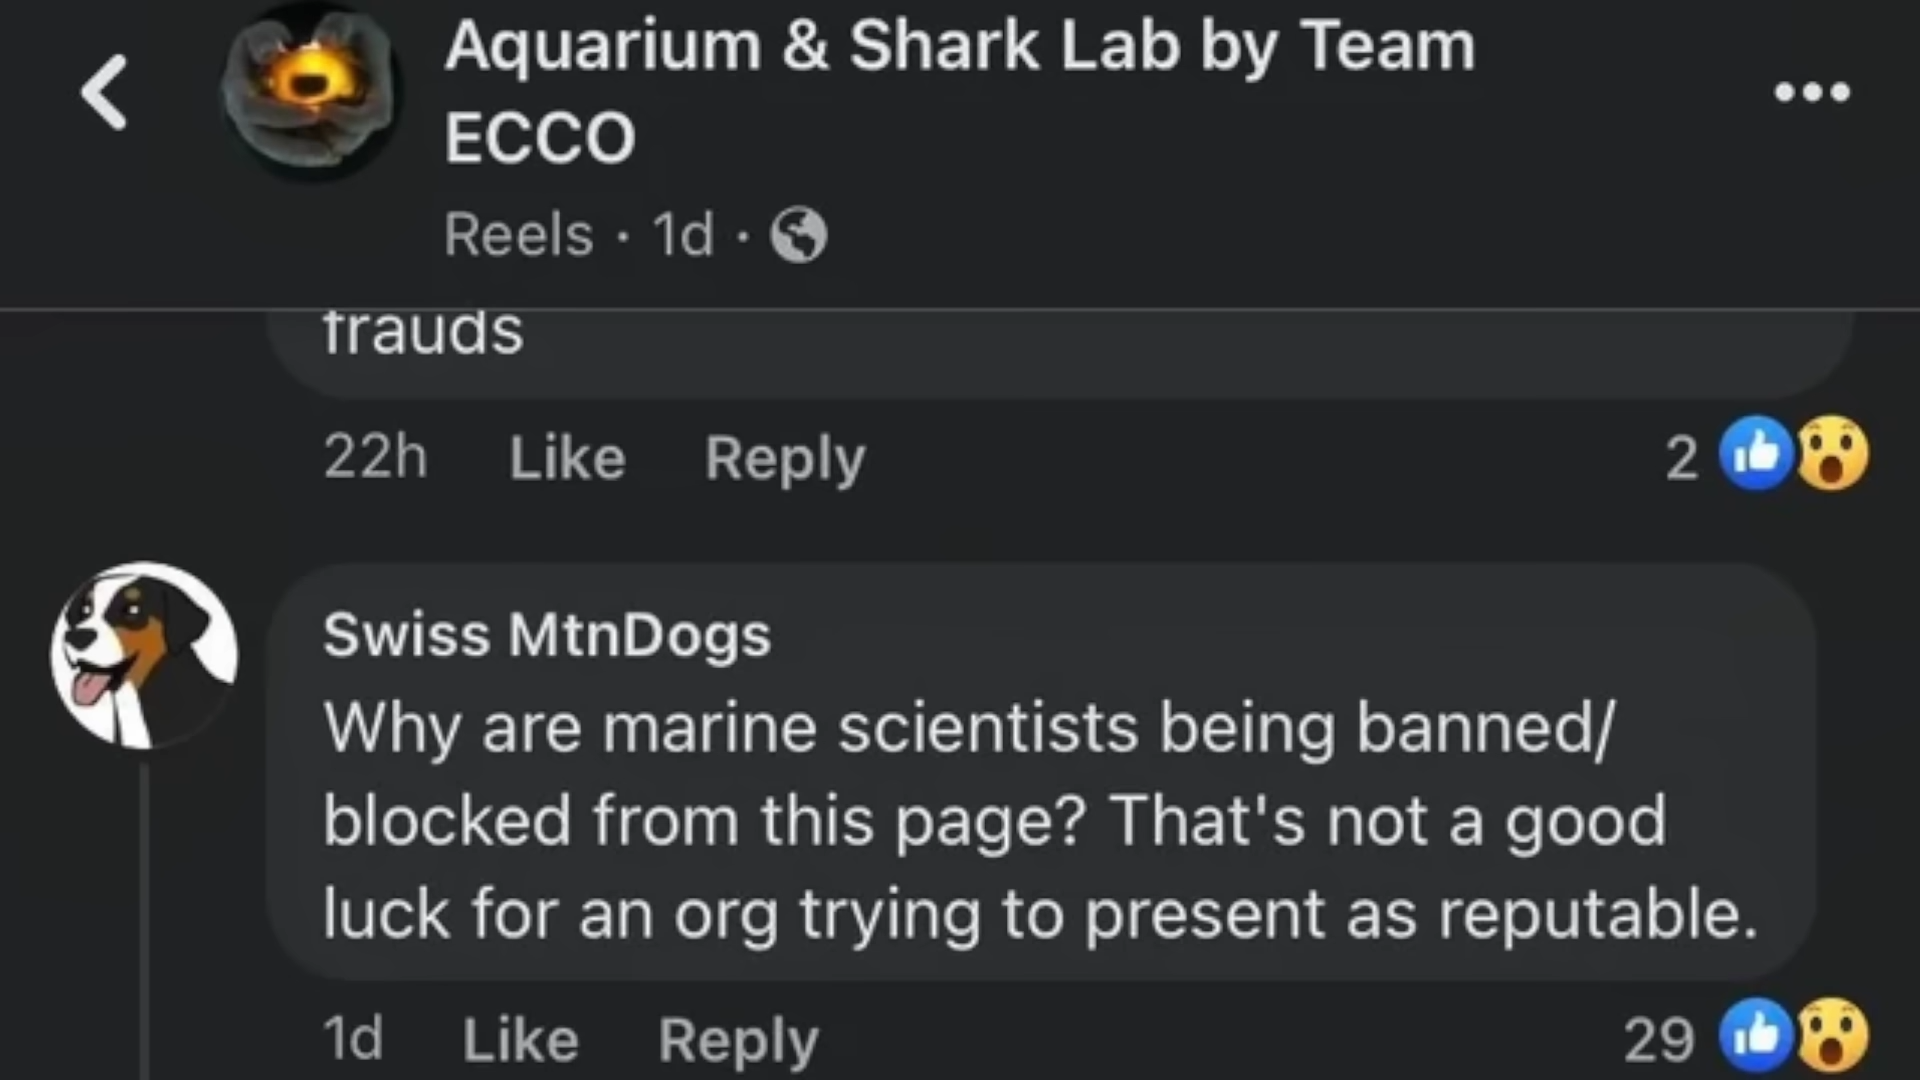 Aquarium & Shark Lab by Team
ECCO
Reels · 1d ·
frauds
22h Like Reply 2
Swiss MtnDogs
Why are marine scientists being banned/
blocked from this page? That's not a good
luck for an org trying to present as reputable.
1d Like Reply 29